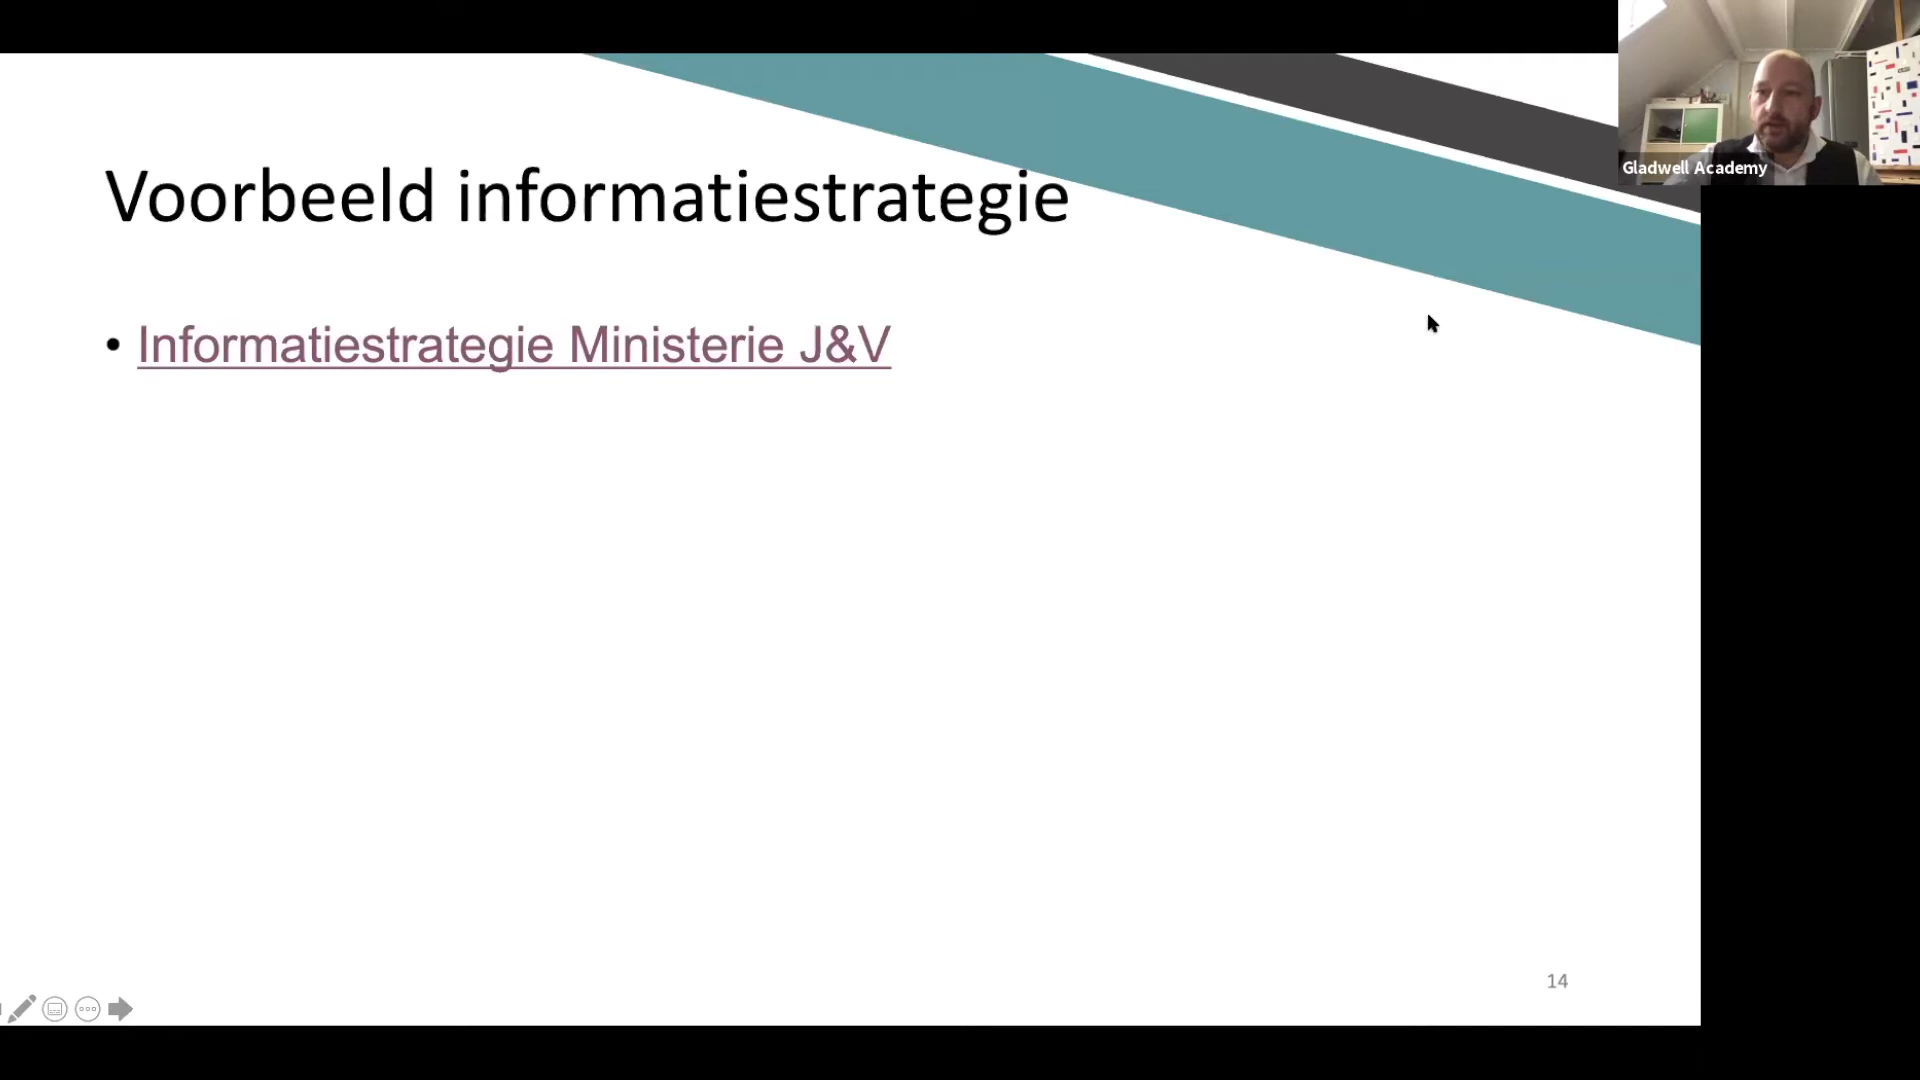 Gladwell Academy
Voorbeeld informatiestrategie
• Informatiestrategie Ministerie J&V
14